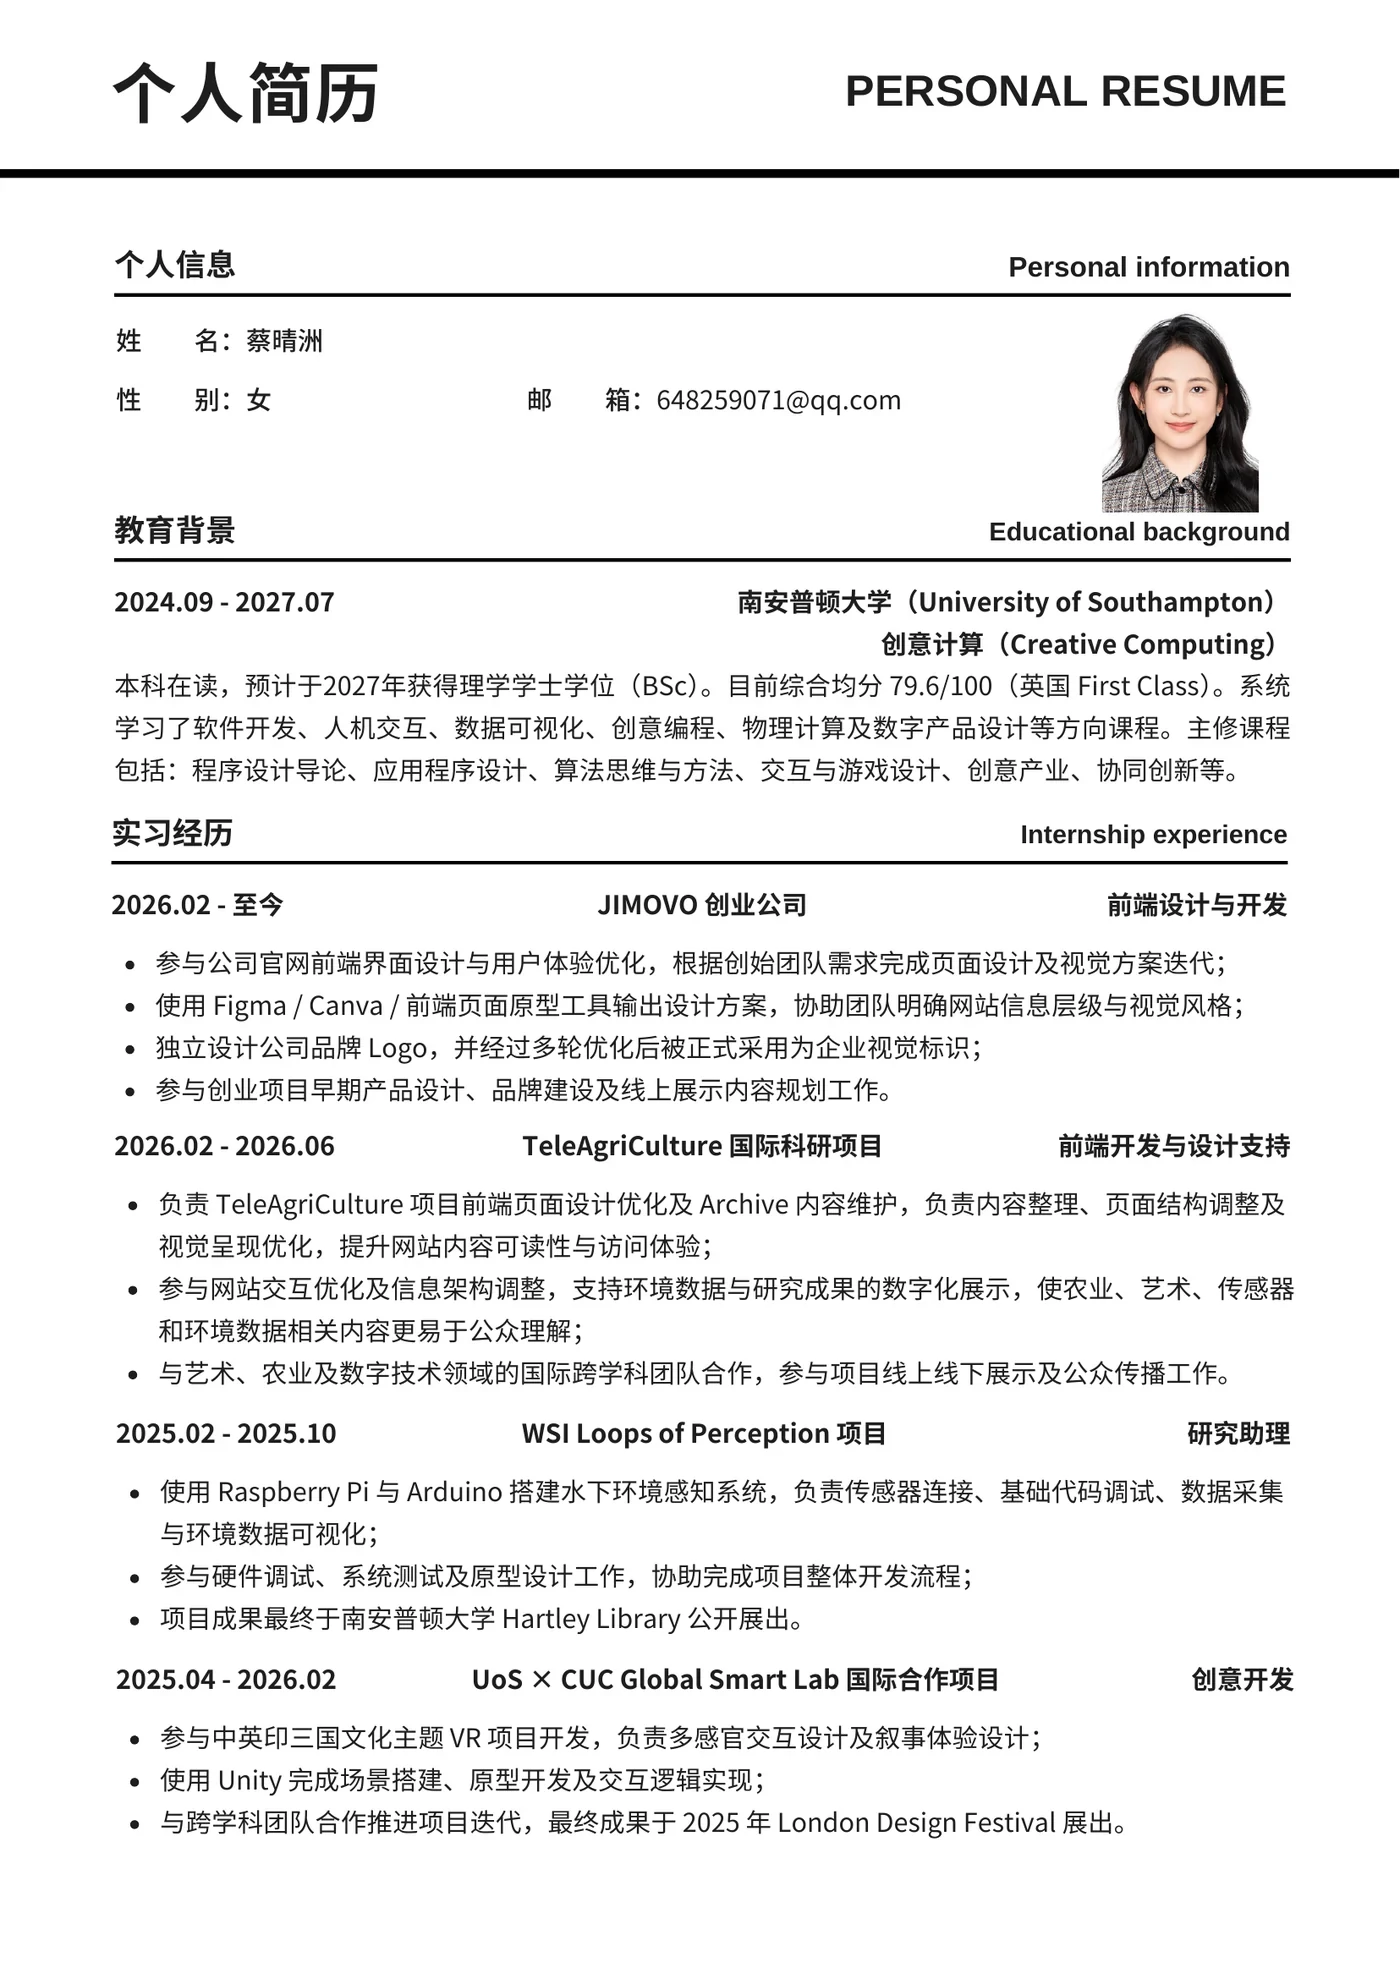 个人简历 PERSONAL RESUME
个人信息 Personal information
姓 名：蔡晴洲
性 别：女 邮 箱：648259071@qq.com
教育背景 Educational background
2024.09 - 2027.07 南安普顿大学（University of Southampton）
创意计算（Creative Computing）
本科在读，预计于2027年获得理学学士学位（BSc）。目前综合均分 79.6/100（英国 First Class）。系统
学习了软件开发、人机交互、数据可视化、创意编程、物理计算及数字产品设计等方向课程。主修课程
包括：程序设计导论、应用程序设计、算法思维与方法、交互与游戏设计、创意产业、协同创新等。
实习经历 Internship experience
2026.02 - 至今 JIMOVO 创业公司 前端设计与开发
• 参与公司官网前端界面设计与用户体验优化，根据创始团队需求完成页面设计及视觉方案迭代；
• 使用 Figma / Canva / 前端页面原型工具输出设计方案，协助团队明确网站信息层级与视觉风格；
• 独立设计公司品牌 Logo，并经过多轮优化后被正式采用为企业视觉标识；
• 参与创业项目早期产品设计、品牌建设及线上展示内容规划工作。
2026.02 - 2026.06 TeleAgriCulture 国际科研项目 前端开发与设计支持
• 负责 TeleAgriCulture 项目前端页面设计优化及 Archive 内容维护，负责内容整理、页面结构调整及
视觉呈现优化，提升网站内容可读性与访问体验；
• 参与网站交互优化及信息架构调整，支持环境数据与研究成果的数字化展示，使农业、艺术、传感器
和环境数据相关内容更易于公众理解；
• 与艺术、农业及数字技术领域的国际跨学科团队合作，参与项目线上线下展示及公众传播工作。
2025.02 - 2025.10 WSI Loops of Perception 项目 研究助理
• 使用 Raspberry Pi 与 Arduino 搭建水下环境感知系统，负责传感器连接、基础代码调试、数据采集
与环境数据可视化；
• 参与硬件调试、系统测试及原型设计工作，协助完成项目整体开发流程；
• 项目成果最终于南安普顿大学 Hartley Library 公开展出。
2025.04 - 2026.02 UoS × CUC Global Smart Lab 国际合作项目 创意开发
• 参与中英印三国文化主题 VR 项目开发，负责多感官交互设计及叙事体验设计；
• 使用 Unity 完成场景搭建、原型开发及交互逻辑实现；
• 与跨学科团队合作推进项目迭代，最终成果于 2025 年 London Design Festival 展出。